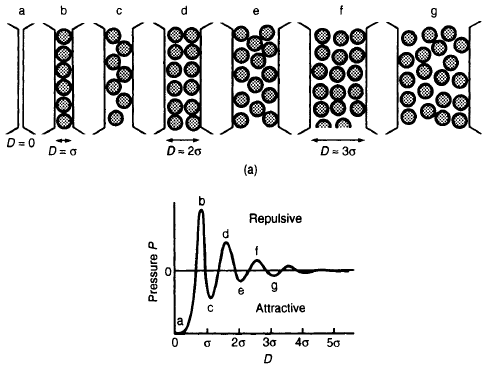 a b c d e f g
D = 0 D = σ D ≈ 2σ D ≈ 3σ
(a)
b
Repulsive
d
f
Pressure P
0
g
e
c
Attractive
a
0 σ 2σ 3σ 4σ 5σ
D